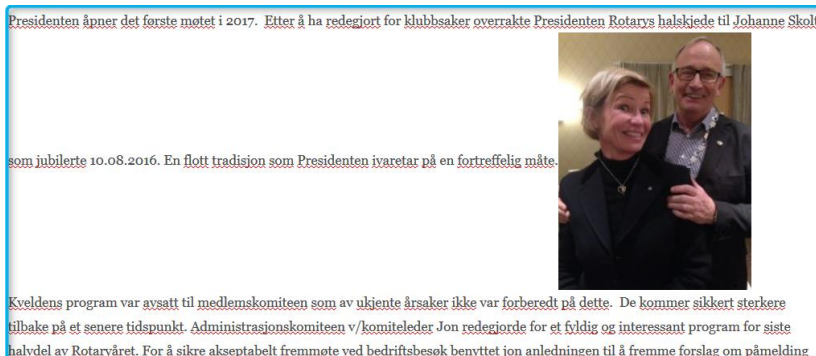 Presidenten åpner det første møtet i 2017.  Etter å ha redegjort for klubbsaker overrakte Presidenten Rotarys halskjede til Johanne
som jubilerte 10.08.2016. En flott tradisjon som Presidenten ivaretar på en fortreffelig måte.
Kveldens program var avsatt til medlemskomiteen som av ukjente årsaker ikke var forberedt på dette.  De kommer sikkert sterkere
tilbake på et senere tidspunkt. Administrasjonskomiteen v/komiteleder Jon redegjorde for et fyldig og interessant program for siste
halvdel av Rotaryåret. For å sikre akseptabelt fremmøte ved bedriftsbesøk benyttet jon anledningen til å fremme forslag om påmelding